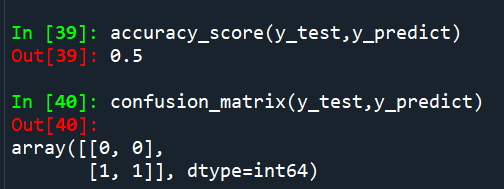 In [39]: accuracy_score(y_test,y_predict)
Out[39]: 0.5
In [40]: confusion_matrix(y_test,y_predict)
Out[40]:
array([[0, 0],
       [1, 1]], dtype=int64)